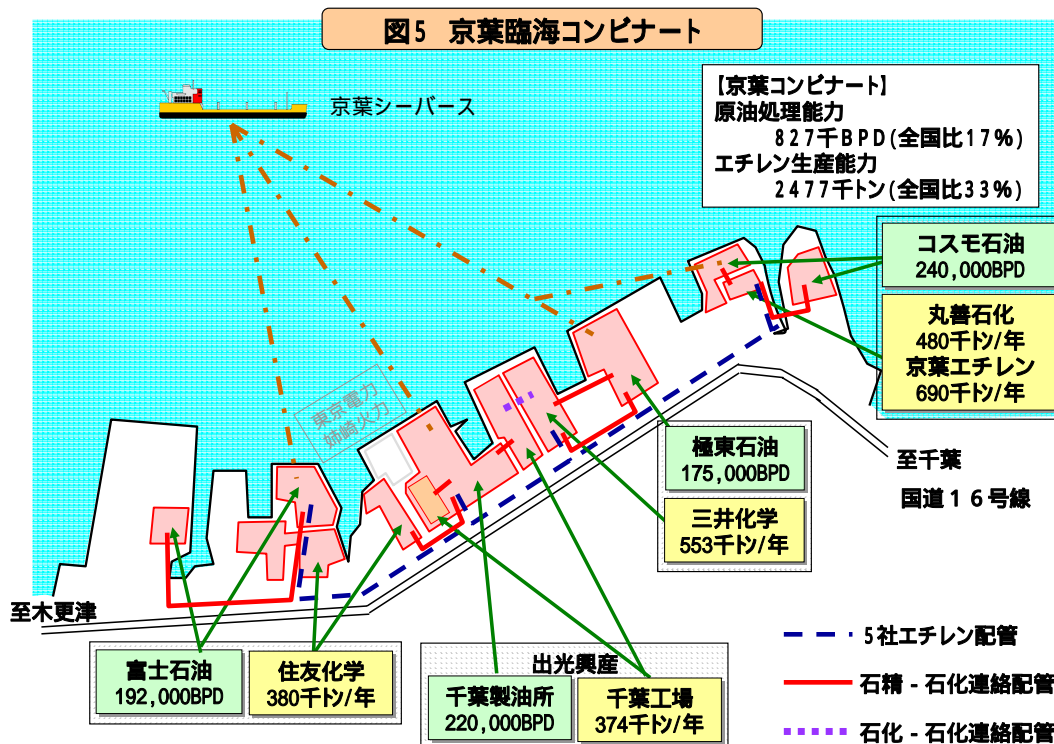 図5 京葉臨海コンビナート
京葉シーバース
【京葉コンビナート】
原油処理能力
827千BPD(全国比17%)
エチレン生産能力
2477千トン(全国比33%)
コスモ石油
240,000BPD
丸善石化
480千トン/年
京葉エチレン
690千トン/年
東京電力
姉崎火力
極東石油
175,000BPD
至千葉
国道16号線
三井化学
553千トン/年
至木更津
富士石油
192,000BPD
住友化学
380千トン/年
出光興産
千葉製油所
220,000BPD
千葉工場
374千トン/年
5社エチレン配管
石精-石化連絡配管
石化-石化連絡配管